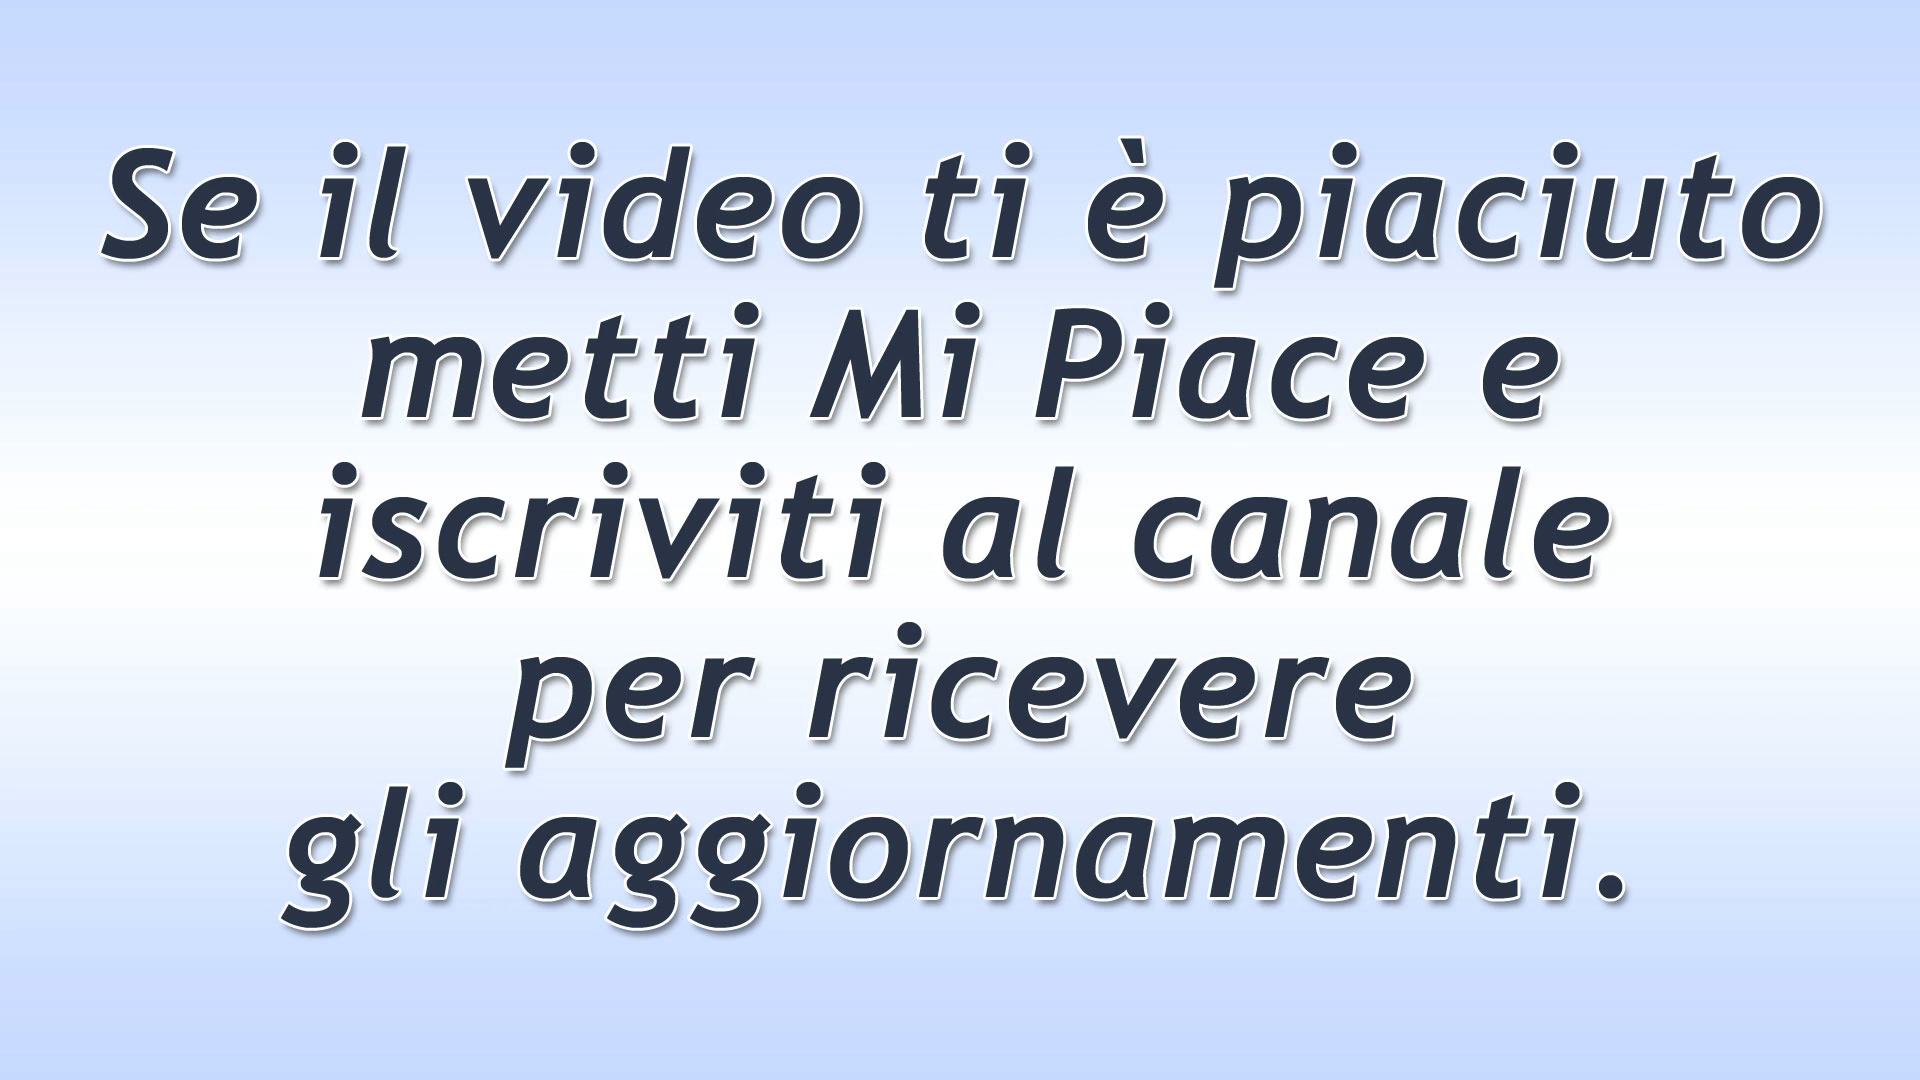 Se il video ti è piaciuto
metti Mi Piace e
iscriviti al canale
per ricevere
gli aggiornamenti.